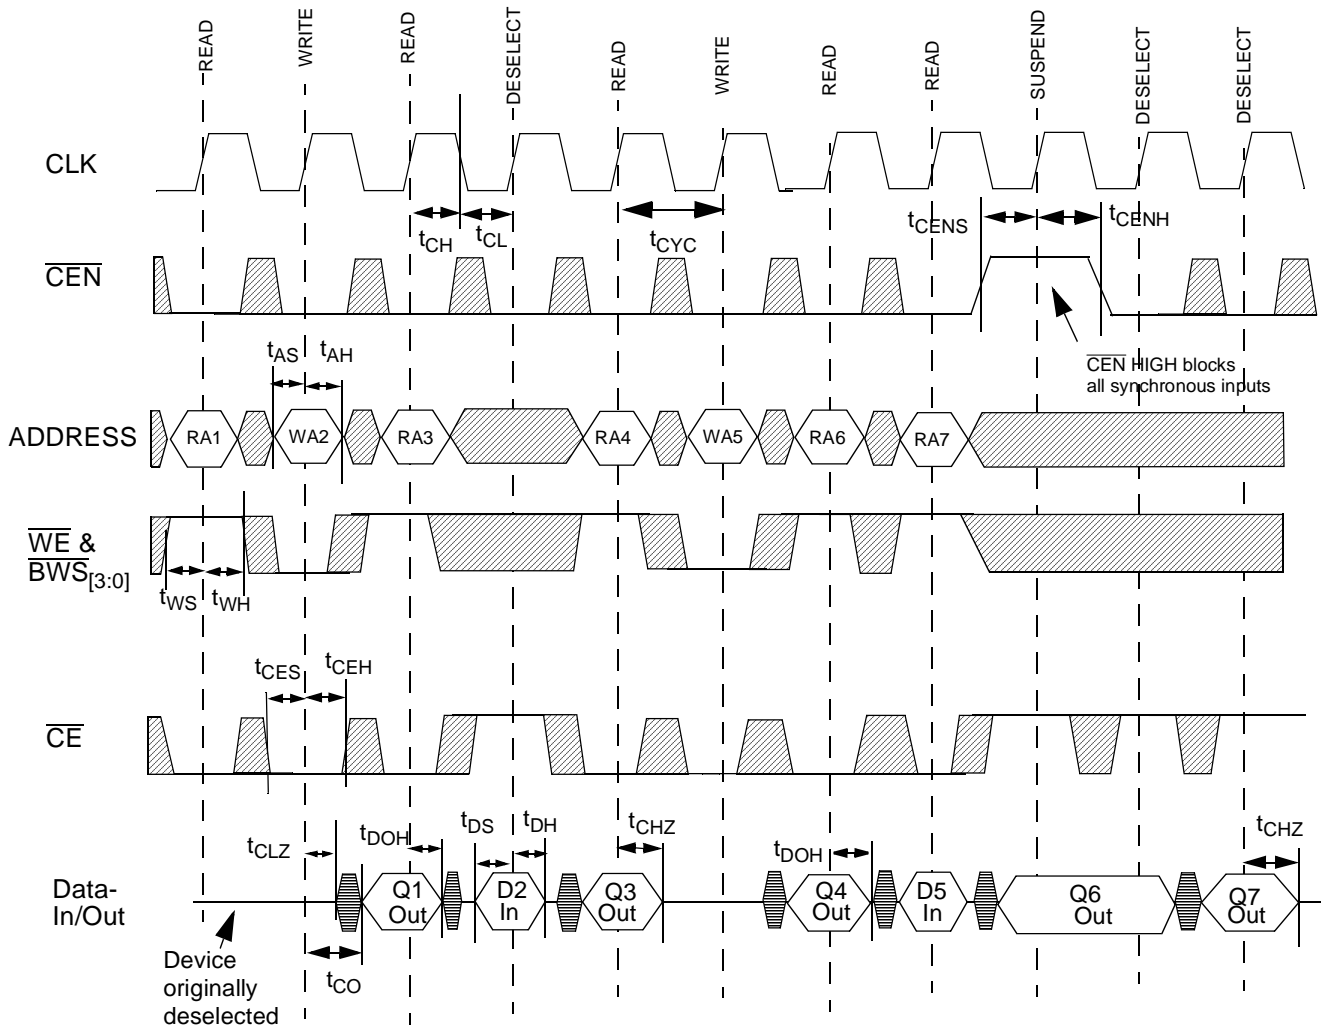 READ
WRITE
READ
DESELECT
READ
WRITE
READ
READ
SUSPEND
DESELECT
DESELECT
CLK
tCH
tCL
tCYC
tCENS
tCENH
CEN
CEN HIGH blocks
all synchronous inputs
tAS
tAH
ADDRESS
RA1
WA2
RA3
RA4
WA5
RA6
RA7
WE &
BWS[3:0]
tWS
tWH
tCES
tCEH
CE
tCLZ
tDOH
tDS
tDH
tCHZ
tDOH
tCHZ
Data-
In/Out
Q1
Out
D2
In
Q3
Out
Q4
Out
D5
In
Q6
Out
Q7
Out
tCO
Device
originally
deselected